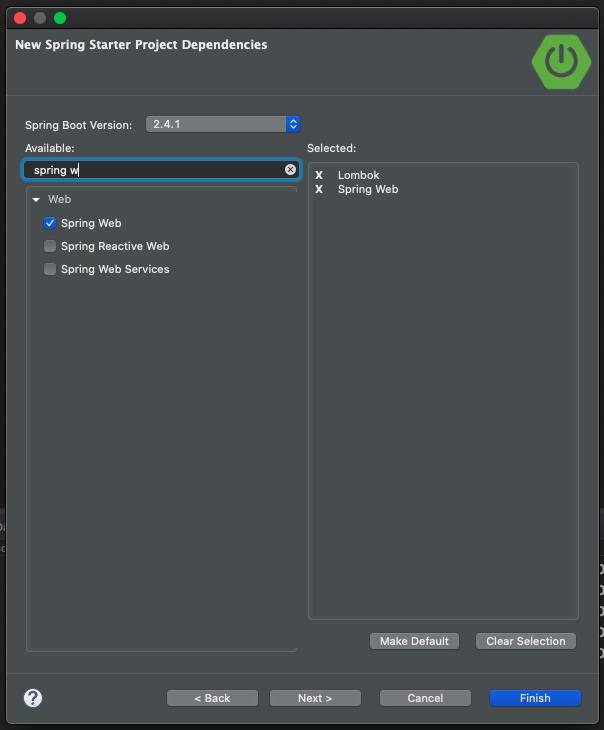 New Spring Starter Project Dependencies
Spring Boot Version: 2.4.1
Available:
spring w
Web
Spring Web
Spring Reactive Web
Spring Web Services
Selected:
X Lombok
X Spring Web
Make Default Clear Selection
? < Back Next > Cancel Finish